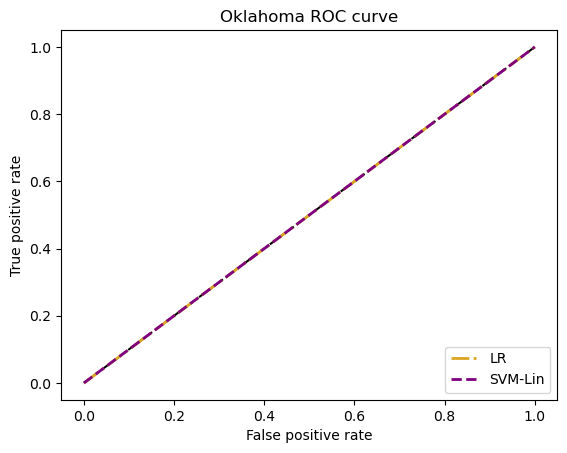 Oklahoma ROC curve
True positive rate
1.0
0.8
0.6
0.4
0.2
0.0
LR
SVM-Lin
0.0 0.2 0.4 0.6 0.8 1.0
False positive rate